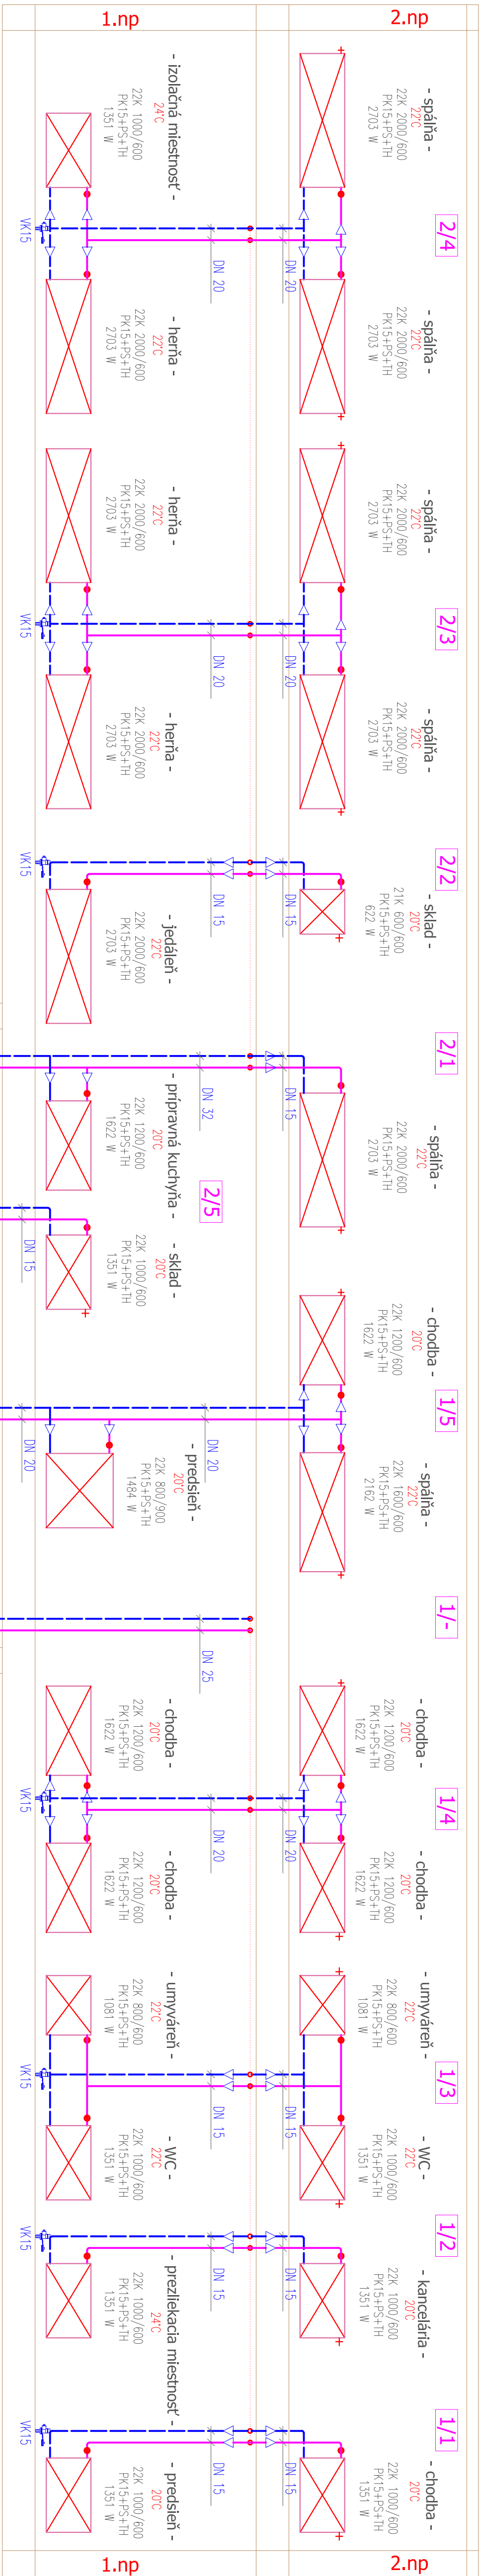 2.np
2/4
2/3
2/2
2/1
1/5
1/-
1/4
1/3
1/2
1/1
2.np
- spálňa -
22°C
22K 2000/600
PK15+PS+TH
2703 W
- spálňa -
22°C
22K 2000/600
PK15+PS+TH
2703 W
- spálňa -
22°C
22K 2000/600
PK15+PS+TH
2703 W
- spálňa -
22°C
22K 2000/600
PK15+PS+TH
2703 W
- sklad -
20°C
21K 600/600
PK15+PS+TH
622 W
- spálňa -
22°C
22K 2000/600
PK15+PS+TH
2703 W
- chodba -
20°C
22K 1200/600
PK15+PS+TH
1622 W
- spálňa -
22°C
22K 1600/600
PK15+PS+TH
2162 W
- chodba -
20°C
22K 1200/600
PK15+PS+TH
1622 W
- chodba -
20°C
22K 1200/600
PK15+PS+TH
1622 W
- umyváreň -
22°C
22K 800/600
PK15+PS+TH
1081 W
- WC -
22°C
22K 1000/600
PK15+PS+TH
1351 W
- kancelária -
20°C
22K 1000/600
PK15+PS+TH
1351 W
- chodba -
20°C
22K 1000/600
PK15+PS+TH
1351 W
DN 20
DN 20
DN 15
DN 15
DN 20
DN 15
DN 15
DN 15
1.np
DN 20
DN 20
DN 15
DN 32
2/5
DN 20
DN 25
DN 20
DN 15
DN 15
DN 15
1.np
- izolačná miestnosť -
24°C
22K 1000/600
PK15+PS+TH
1351 W
- herňa -
22°C
22K 2000/600
PK15+PS+TH
2703 W
- herňa -
22°C
22K 2000/600
PK15+PS+TH
2703 W
- herňa -
22°C
22K 2000/600
PK15+PS+TH
2703 W
- jedáleň -
22°C
22K 2000/600
PK15+PS+TH
2703 W
- prípravná kuchyňa -
20°C
22K 1200/600
PK15+PS+TH
1622 W
- sklad -
20°C
22K 1000/600
PK15+PS+TH
1351 W
- predsieň -
20°C
22K 800/900
PK15+PS+TH
1484 W
- chodba -
20°C
22K 1200/600
PK15+PS+TH
1622 W
- chodba -
20°C
22K 1200/600
PK15+PS+TH
1622 W
- umyváreň -
22°C
22K 800/600
PK15+PS+TH
1081 W
- WC -
22°C
22K 1000/600
PK15+PS+TH
1351 W
- prezliekacia miestnosť -
24°C
22K 1000/600
PK15+PS+TH
1351 W
- predsieň -
20°C
22K 1000/600
PK15+PS+TH
1351 W
VK15
VK15
VK15
DN 15
DN 20
VK15
VK15
VK15
VK15